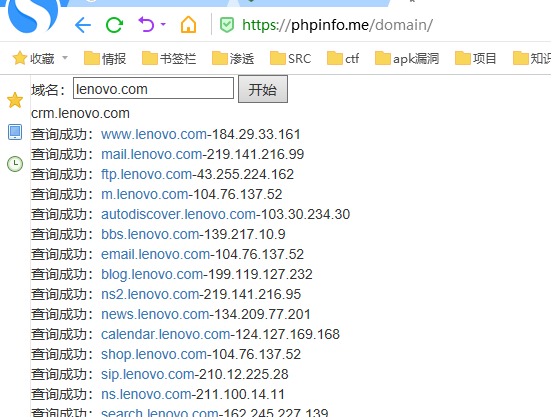 https://phpinfo.me/domain/
收藏 情报 书签栏 渗透 SRC ctf apk漏洞 项目 知识
域名： lenovo.com 开始
crm.lenovo.com
查询成功：www.lenovo.com-184.29.33.161
查询成功：mail.lenovo.com-219.141.216.99
查询成功：ftp.lenovo.com-43.255.224.162
查询成功：m.lenovo.com-104.76.137.52
查询成功：autodiscover.lenovo.com-103.30.234.30
查询成功：bbs.lenovo.com-139.217.10.9
查询成功：email.lenovo.com-104.76.137.52
查询成功：blog.lenovo.com-199.119.127.232
查询成功：ns2.lenovo.com-219.141.216.95
查询成功：news.lenovo.com-134.209.77.201
查询成功：calendar.lenovo.com-124.127.169.168
查询成功：shop.lenovo.com-104.76.137.52
查询成功：sip.lenovo.com-210.12.225.28
查询成功：ns.lenovo.com-211.100.14.11
查询成功：search.lenovo.com-162.245.227.139